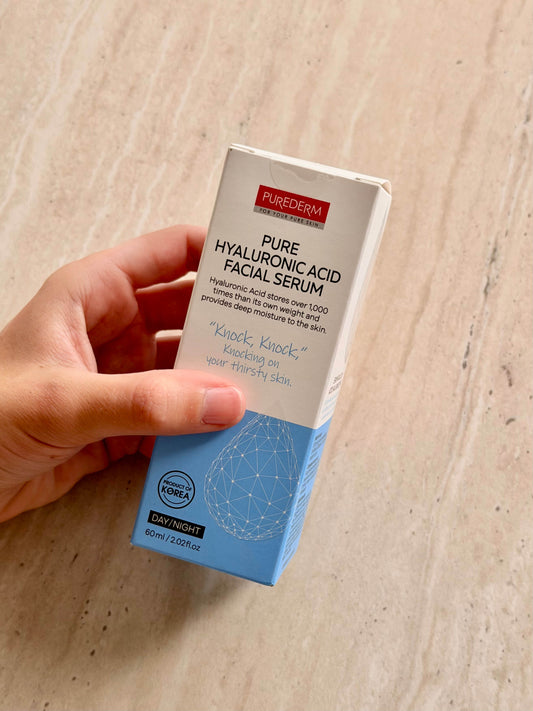 PUREDERM
FOR YOUR PURE SKIN
PURE
HYALURONIC ACID
FACIAL SERUM
Hyaluronic Acid stores over 1,000
times than its own weight and
provides deep moisture to the skin.
"Knock, Knock,"
Knocking on
your thirsty skin.
PRODUCT OF
KOREA
DAY/NIGHT
60ml / 2.02fl.oz